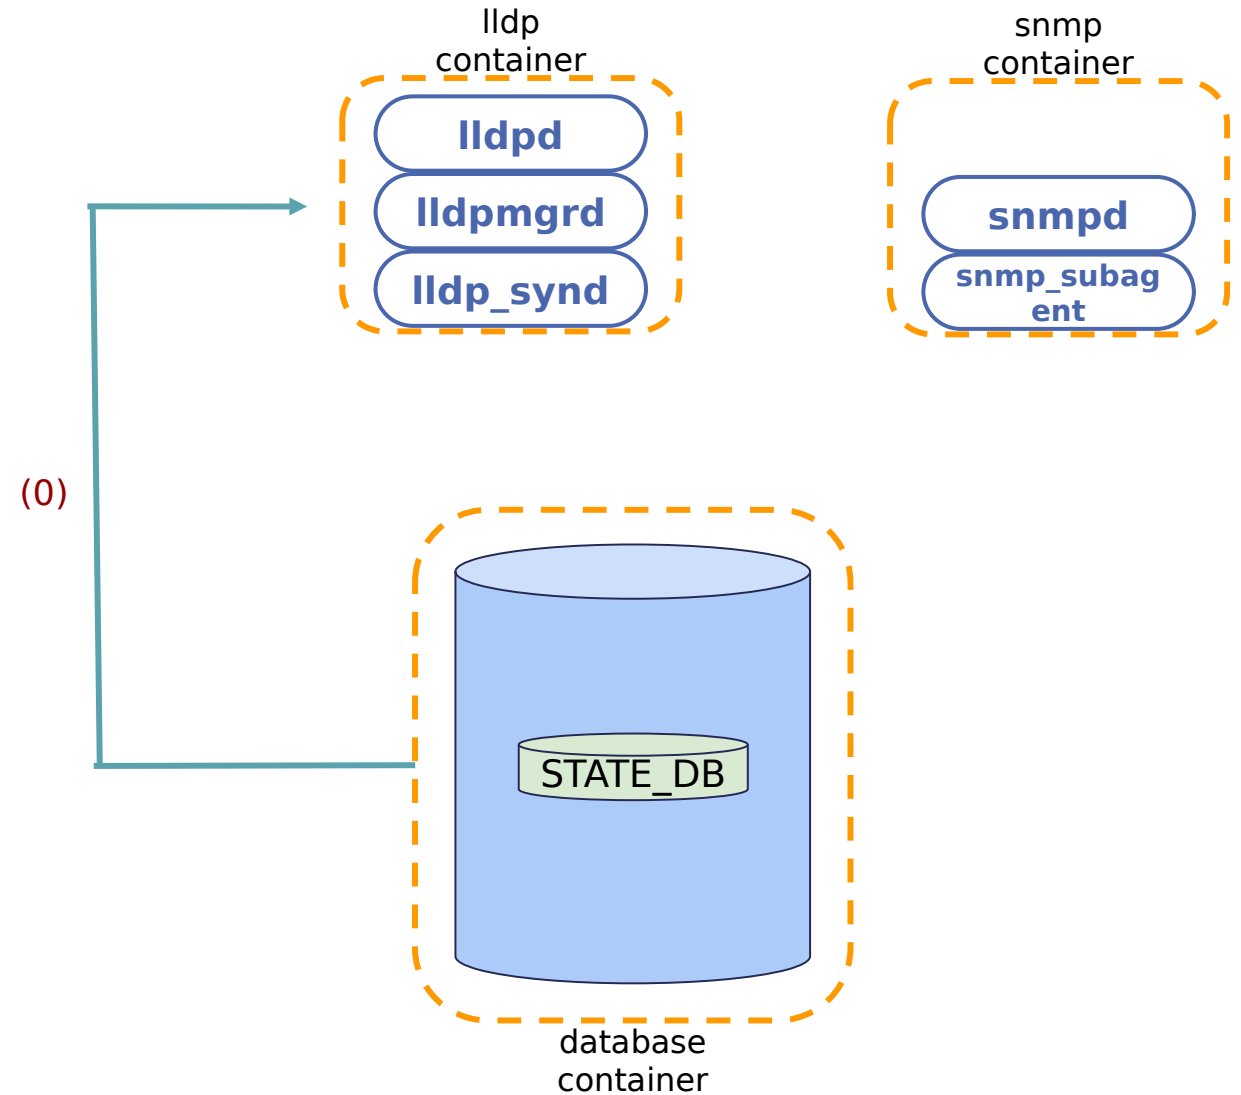 lldp
container
snmp
container
lldpd
lldpmgrd
lldp_synd
snmpd
snmp_subag
ent
(0)
STATE_DB
database
container